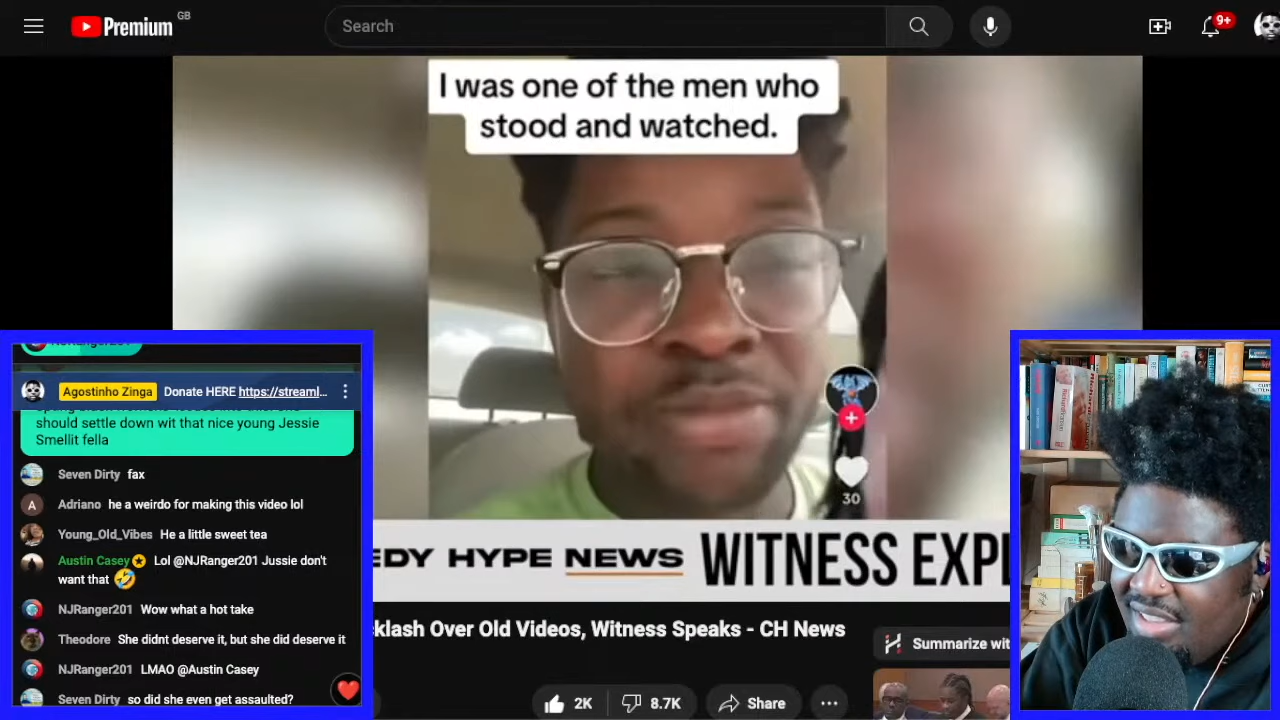 Premium GB
Search
9+
I was one of the men who
stood and watched.
30
Agostinho Zinga Donate HERE https://streaml...
should settle down wit that nice young Jessie
Smellit fella
Seven Dirty fax
Adriano he a weirdo for making this video lol
Young_Old_Vibes He a little sweet tea
Austin Casey Lol @NJRanger201 Jussie don't
want that 🤣
NJRanger201 Wow what a hot take
Theodore She didnt deserve it, but she did deserve it
NJRanger201 LMAO @Austin Casey
Seven Dirty so did she even get assaulted?
EDY HYPE NEWS WITNESS EXPI
klash Over Old Videos, Witness Speaks - CH News
Summarize wit
2K 8.7K Share